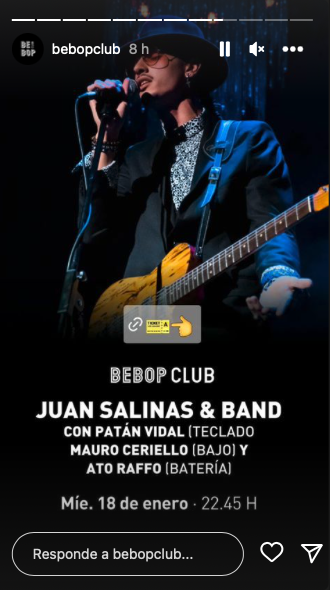 bebopclub 8 h
BEBOP CLUB
JUAN SALINAS & BAND
CON PATÁN VIDAL (TECLADO
MAURO CERIELLO (BAJO) Y
ATO RAFFO (BATERÍA)
Míe. 18 de enero · 22.45 H
Responde a bebopclub...